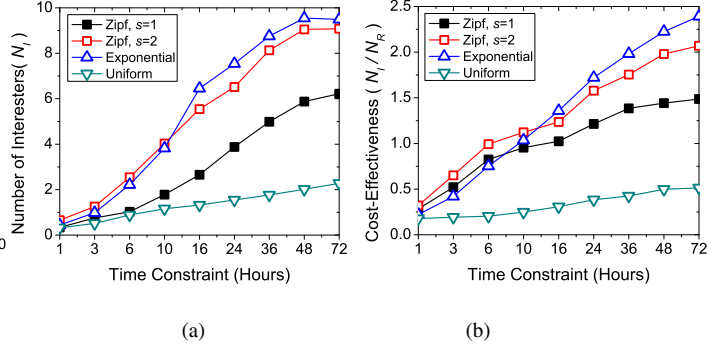 10
8
6
4
2
0
Number of Interesters( N_I )
Zipf, s=1
Zipf, s=2
Exponential
Uniform
1 3 6 10 16 24 36 48 72
Time Constraint (Hours)
(a)
0
2.5
2.0
1.5
1.0
0.5
0.0
Cost-Effectiveness ( N_I / N_R )
Zipf, s=1
Zipf, s=2
Exponential
Uniform
1 3 6 10 16 24 36 48 72
Time Constraint (Hours)
(b)